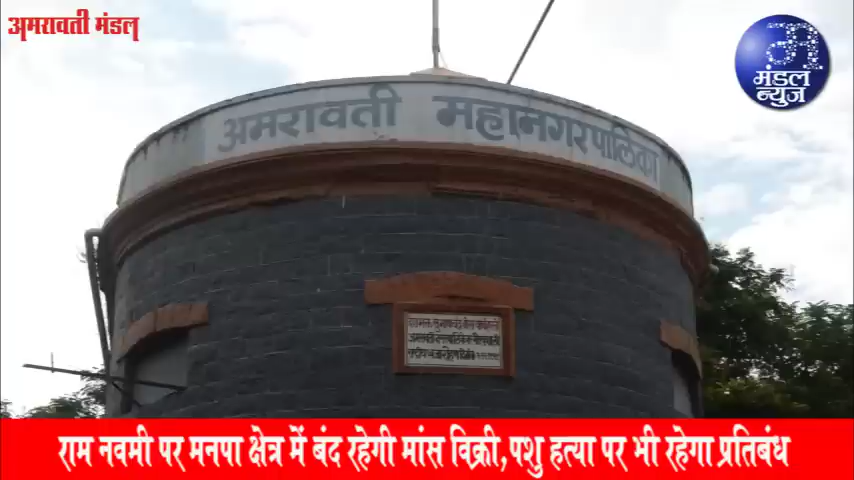 अमरावती मंडल
मंडल
न्यूज
अमरावती महानगरपालिका
राम नवमी पर मनपा क्षेत्र में बंद रहेगी मांस विक्री,पशु हत्या पर भी रहेगा प्रतिबंध